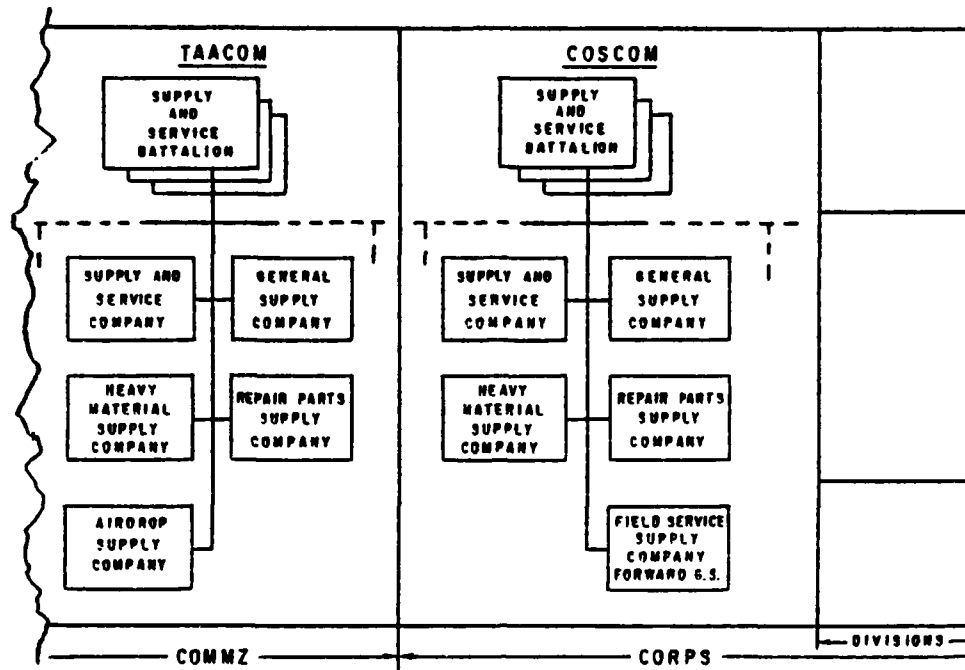 TAACOM
SUPPLY
AND
SERVICE
BATTALION
SUPPLY AND
SERVICE
COMPANY
GENERAL
SUPPLY
COMPANY
HEAVY
MATERIAL
SUPPLY
COMPANY
REPAIR PARTS
SUPPLY
COMPANY
AIRDROP
SUPPLY
COMPANY
COSCOM
SUPPLY
AND
SERVICE
BATTALION
SUPPLY AND
SERVICE
COMPANY
GENERAL
SUPPLY
COMPANY
HEAVY
MATERIAL
SUPPLY
COMPANY
REPAIR PARTS
SUPPLY
COMPANY
FIELD SERVICE
SUPPLY
COMPANY
FORWARD G.S.
DIVISIONS
COMMZ
CORPS